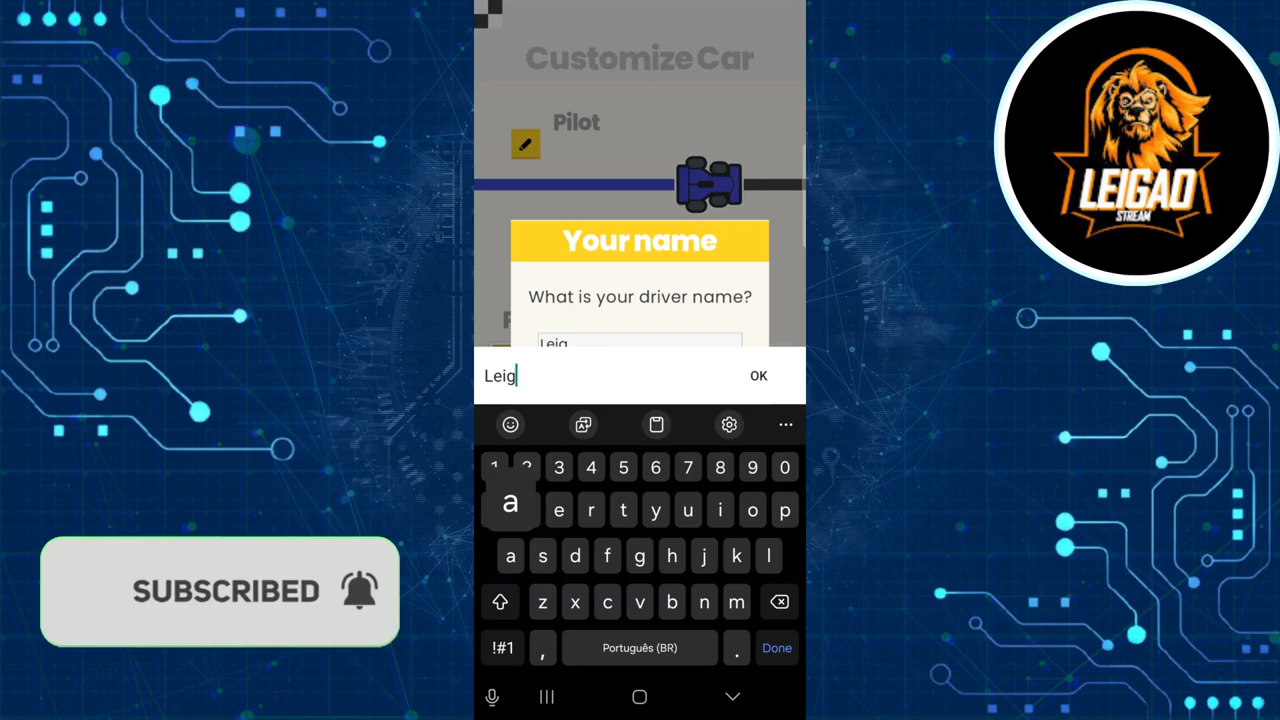 Customize Car
Pilot
Your name
What is your driver name?
Leig
Leig
OK
1 2 3 4 5 6 7 8 9 0
a
e r t y u i o p
a s d f g h j k l
z x c v b n m
!#1 , Português (BR) . Done
SUBSCRIBED
LEIGAO
STREAM